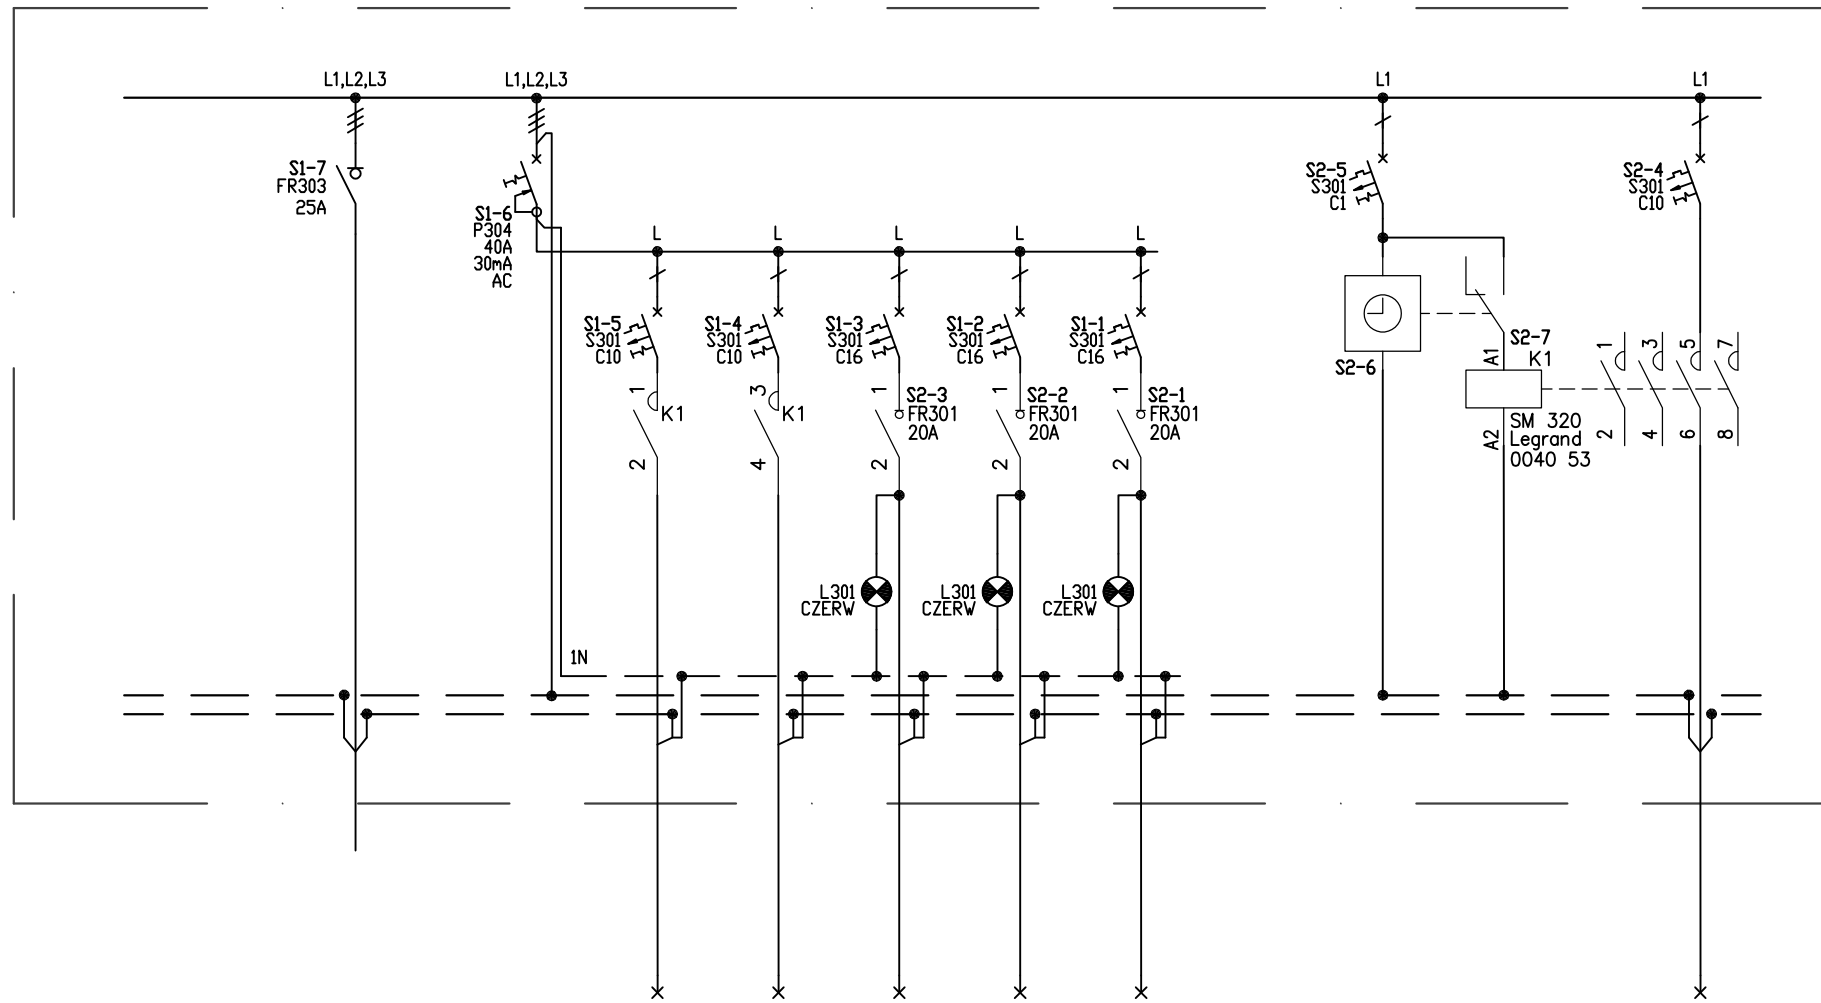 L1,L2,L3
L1,L2,L3
L1
L1
S1-7
FR303
25A
S1-6
P304
40A
30mA
AC
S2-5
S301
C1
S2-4
S301
C10
L
L
L
L
L
S1-5
S301
C10
S1-4
S301
C10
S1-3
S301
C16
S1-2
S301
C16
S1-1
S301
C16
S2-6
S2-7
K1
A1
A2
SM 320
Legrand
0040 53
1
3
5
7
2
4
6
8
1
K1
2
3
K1
4
1
S2-3
FR301
20A
2
1
S2-2
FR301
20A
2
1
S2-1
FR301
20A
2
L301
CZERW
L301
CZERW
L301
CZERW
1N